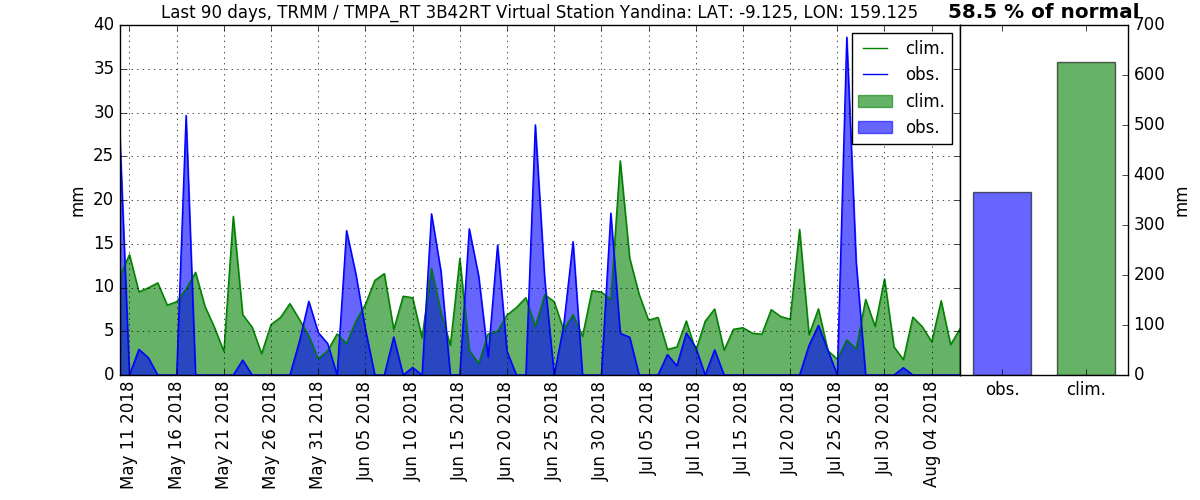 Last 90 days, TRMM / TMPA_RT 3B42RT Virtual Station Yandina: LAT: -9.125, LON: 159.125
58.5 % of normal
40
35
30
25
20
15
10
5
0
mm
clim.
obs.
clim.
obs.
May 11 2018
May 16 2018
May 21 2018
May 26 2018
May 31 2018
Jun 05 2018
Jun 10 2018
Jun 15 2018
Jun 20 2018
Jun 25 2018
Jun 30 2018
Jul 05 2018
Jul 10 2018
Jul 15 2018
Jul 20 2018
Jul 25 2018
Jul 30 2018
Aug 04 2018
obs.
clim.
700
600
500
400
300
200
100
0
mm